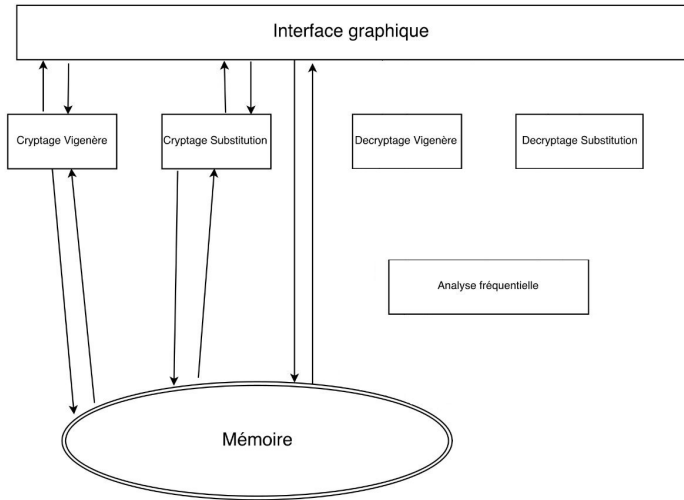 Interface graphique
Cryptage Vigenère
Cryptage Substitution
Decryptage Vigenère
Decryptage Substitution
Analyse fréquentielle
Mémoire